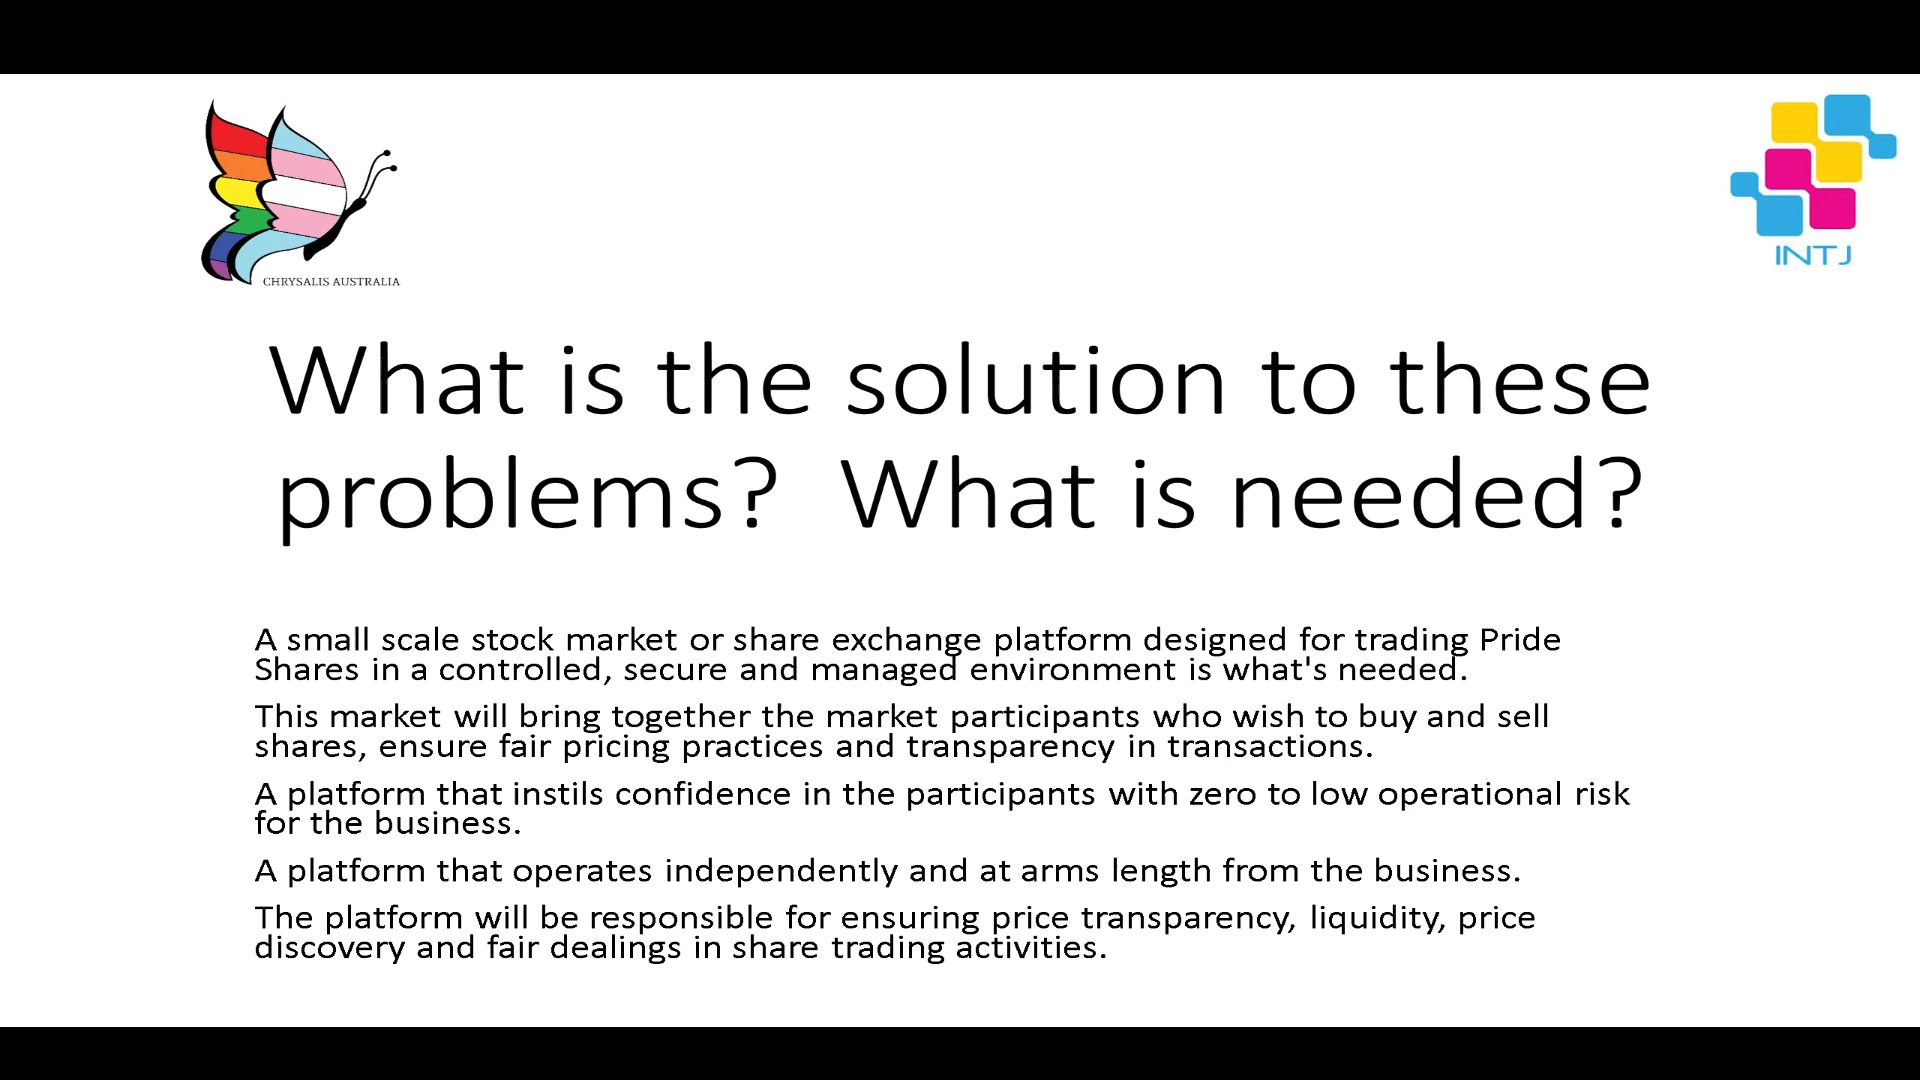 CHRYSALIS AUSTRALIA
INTJ
What is the solution to these
problems?  What is needed?
A small scale stock market or share exchange platform designed for trading Pride
Shares in a controlled, secure and managed environment is what's needed.
This market will bring together the market participants who wish to buy and sell
shares, ensure fair pricing practices and transparency in transactions.
A platform that instils confidence in the participants with zero to low operational risk
for the business.
A platform that operates independently and at arms length from the business.
The platform will be responsible for ensuring price transparency, liquidity, price
discovery and fair dealings in share trading activities.